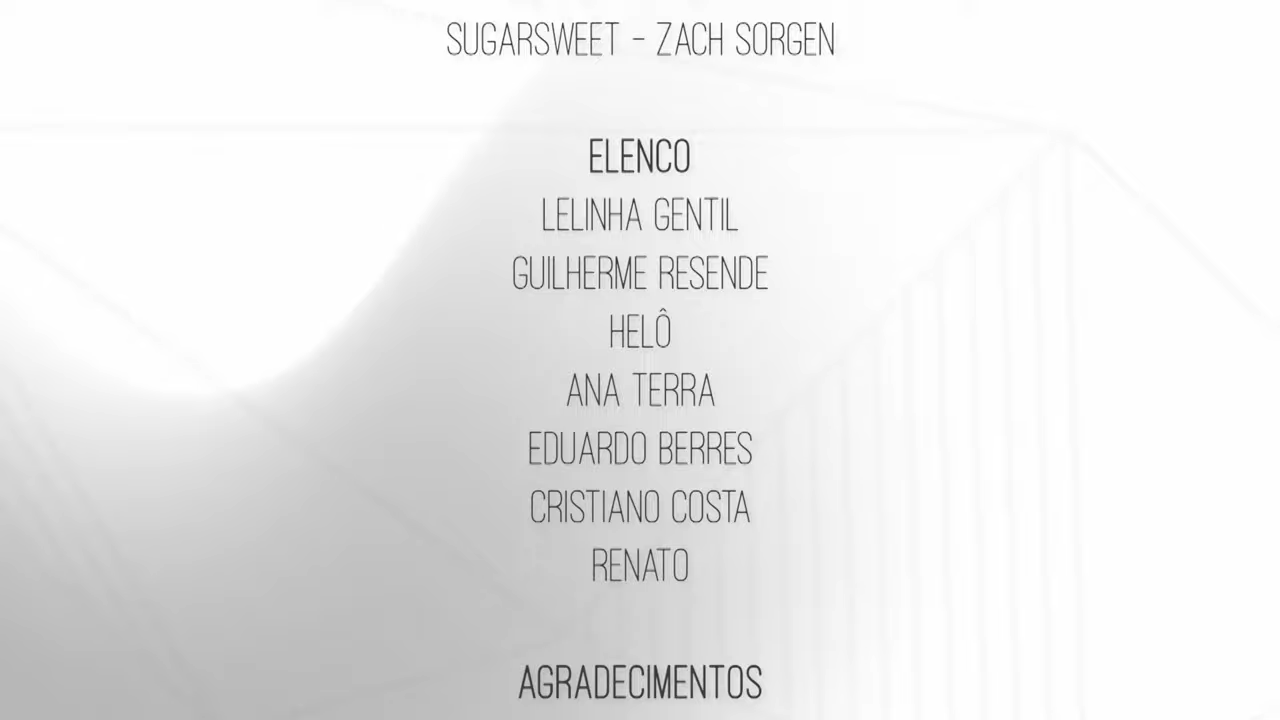 SUGARSWEET - ZACH SORGEN
ELENCO
LELINHA GENTIL
GUILHERME RESENDE
HELÔ
ANA TERRA
EDUARDO BERRES
CRISTIANO COSTA
RENATO
AGRADECIMENTOS